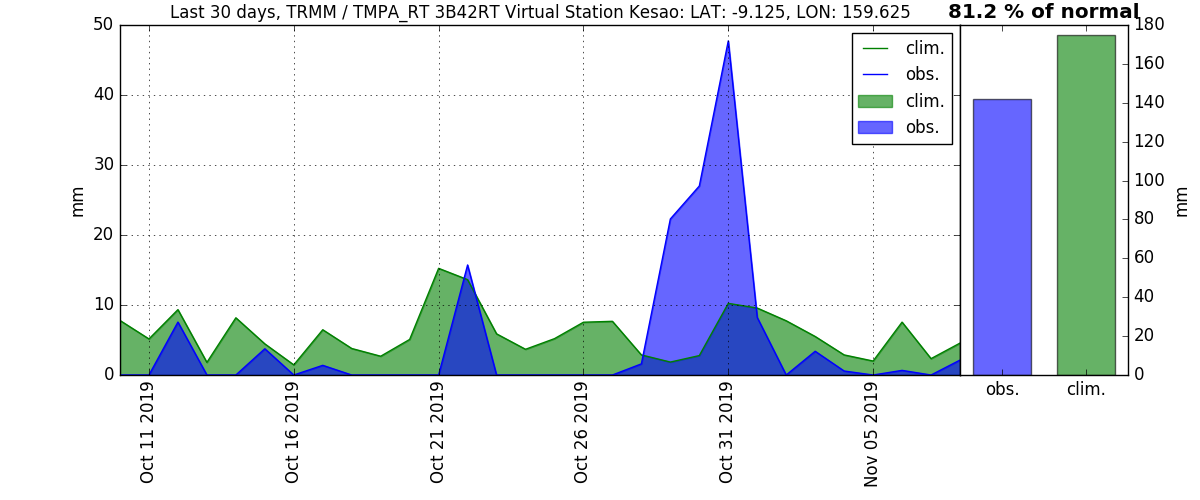 Last 30 days, TRMM / TMPA_RT 3B42RT Virtual Station Kesao: LAT: -9.125, LON: 159.625
81.2 % of normal
mm
50
40
30
20
10
0
clim.
obs.
clim.
obs.
Oct 11 2019
Oct 16 2019
Oct 21 2019
Oct 26 2019
Oct 31 2019
Nov 05 2019
obs.
clim.
180
160
140
120
100
80
60
40
20
0
mm